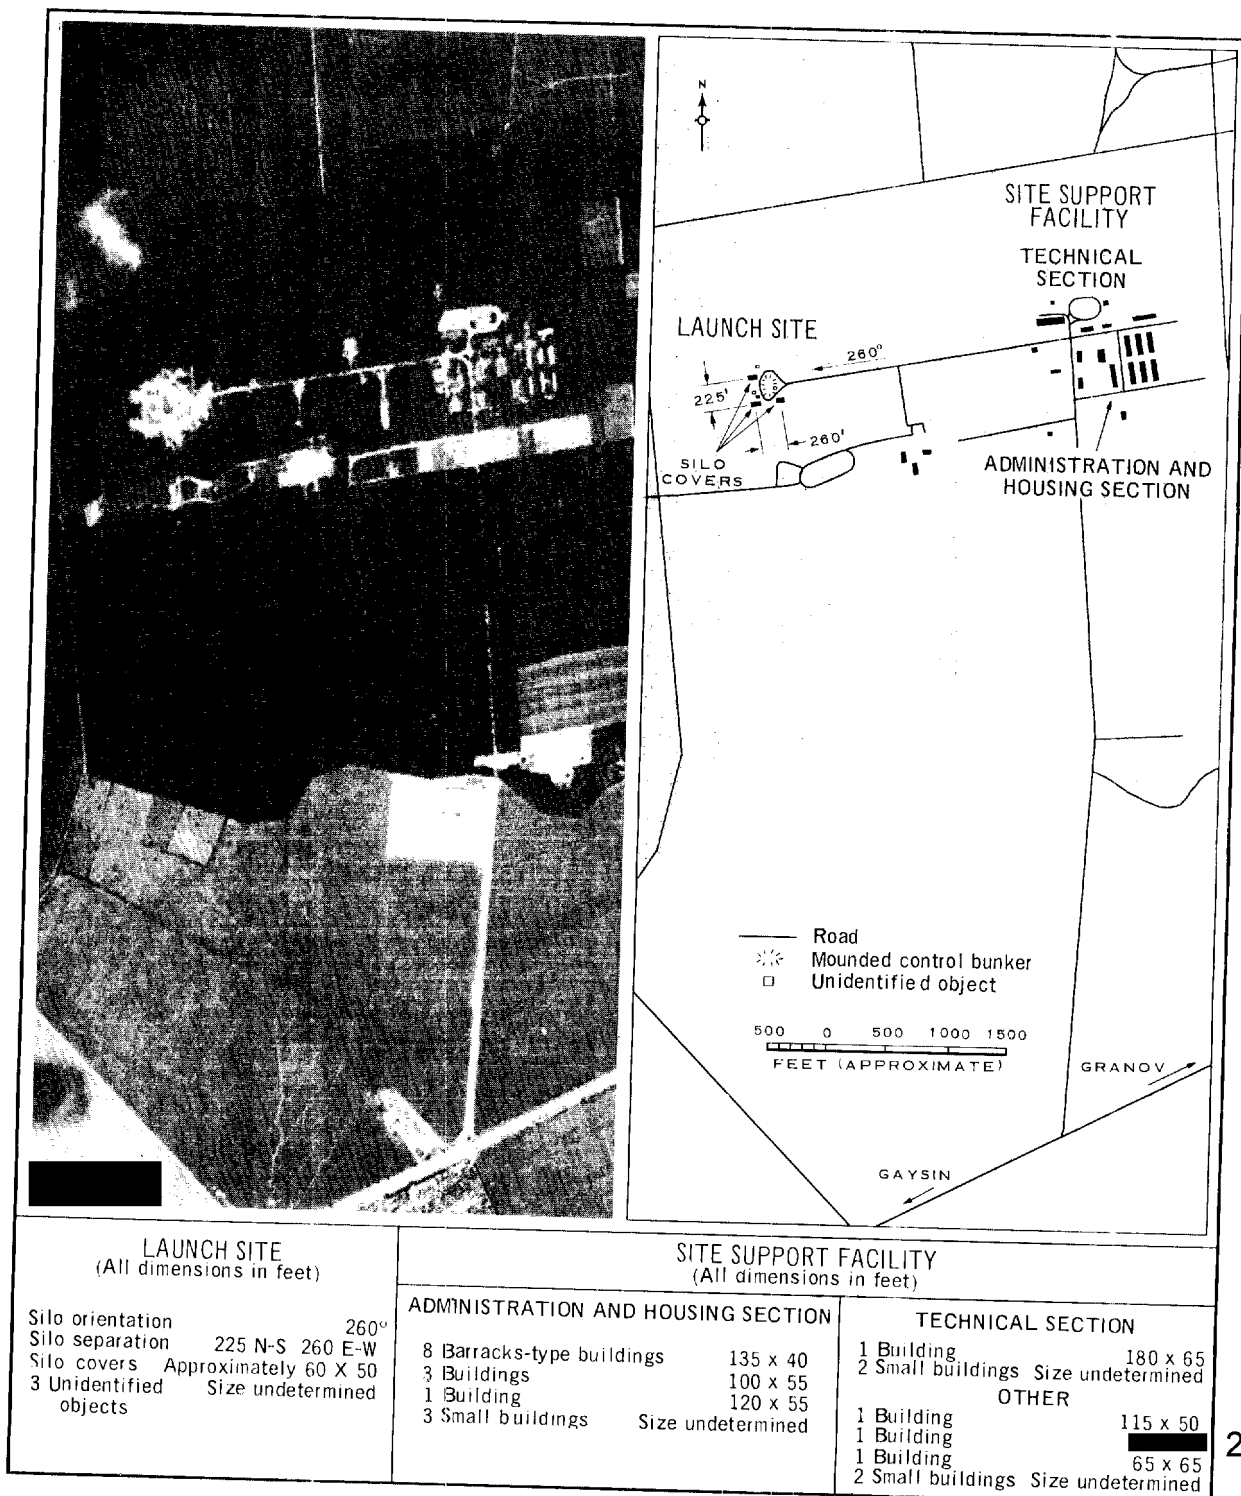 N
SITE SUPPORT
FACILITY
TECHNICAL
SECTION
LAUNCH SITE
260°
225'
260'
SILO
COVERS
ADMINISTRATION AND
HOUSING SECTION
Road
Mounded control bunker
Unidentified object
500 0 500 1000 1500
FEET (APPROXIMATE)
GRANOV
GAYSIN
LAUNCH SITE
(All dimensions in feet)
Silo orientation 260°
Silo separation 225 N-S 260 E-W
Silo covers Approximately 60 X 50
3 Unidentified Size undetermined
objects
SITE SUPPORT FACILITY
(All dimensions in feet)
ADMINISTRATION AND HOUSING SECTION
8 Barracks-type buildings 135 x 40
3 Buildings 100 x 55
1 Building 120 x 55
3 Small buildings Size undetermined
TECHNICAL SECTION
1 Building 180 x 65
2 Small buildings Size undetermined
OTHER
1 Building 115 x 50
1 Building
1 Building 65 x 65
2 Small buildings Size undetermined
2